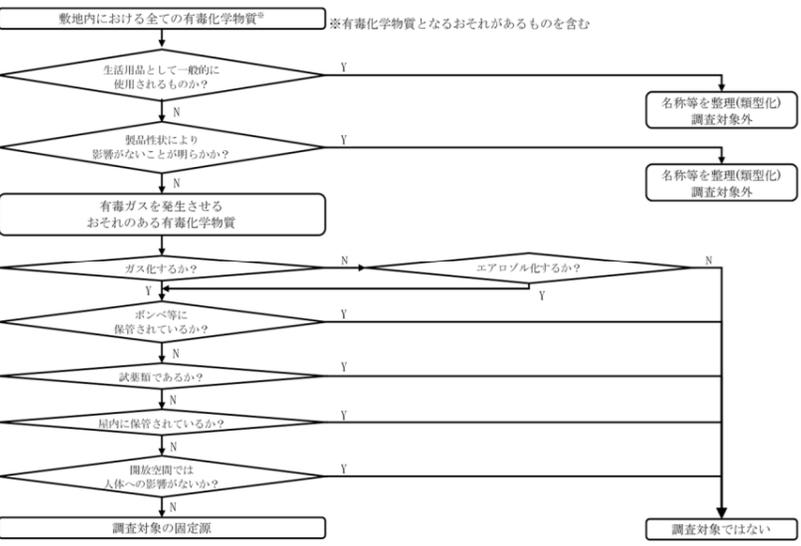 敷地内における全ての有毒化学物質※
※有毒化学物質となるおそれがあるものを含む
生活用品として一般的に
使用されるものか？
Y
N
名称等を整理(類型化)
調査対象外
製品性状により
影響がないことが明らかか？
Y
N
名称等を整理(類型化)
調査対象外
有毒ガスを発生させる
おそれのある有毒化学物質
ガス化するか？
N
エアロゾル化するか？
N
Y
Y
ボンベ等に
保管されているか？
Y
N
試薬類であるか？
Y
N
屋内に保管されているか？
Y
N
開放空間では
人体への影響がないか？
Y
N
調査対象の固定源
調査対象ではない